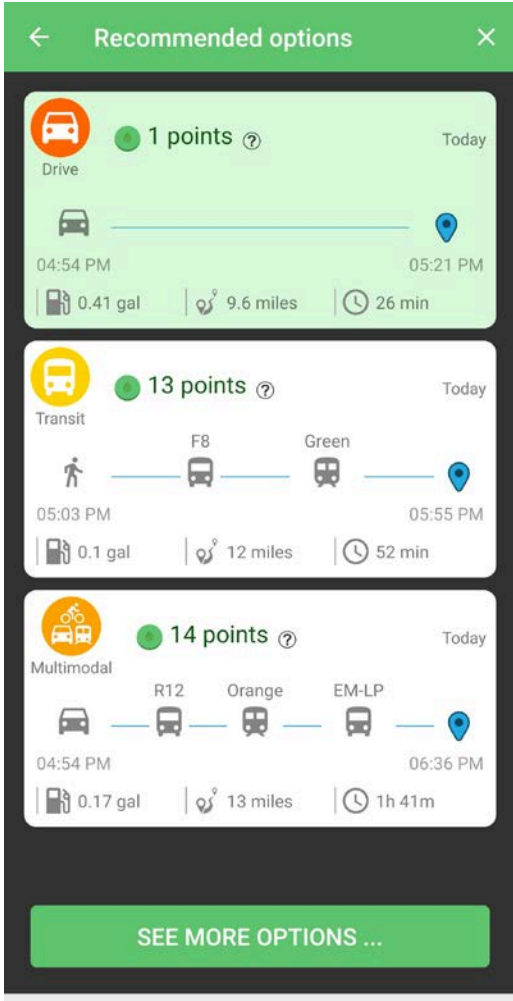 Recommended options
1 points ?
Today
Drive
04:54 PM 05:21 PM
0.41 gal 9.6 miles 26 min
13 points ?
Today
Transit
F8 Green
05:03 PM 05:55 PM
0.1 gal 12 miles 52 min
14 points ?
Today
Multimodal
R12 Orange EM-LP
04:54 PM 06:36 PM
0.17 gal 13 miles 1h 41m
SEE MORE OPTIONS ...